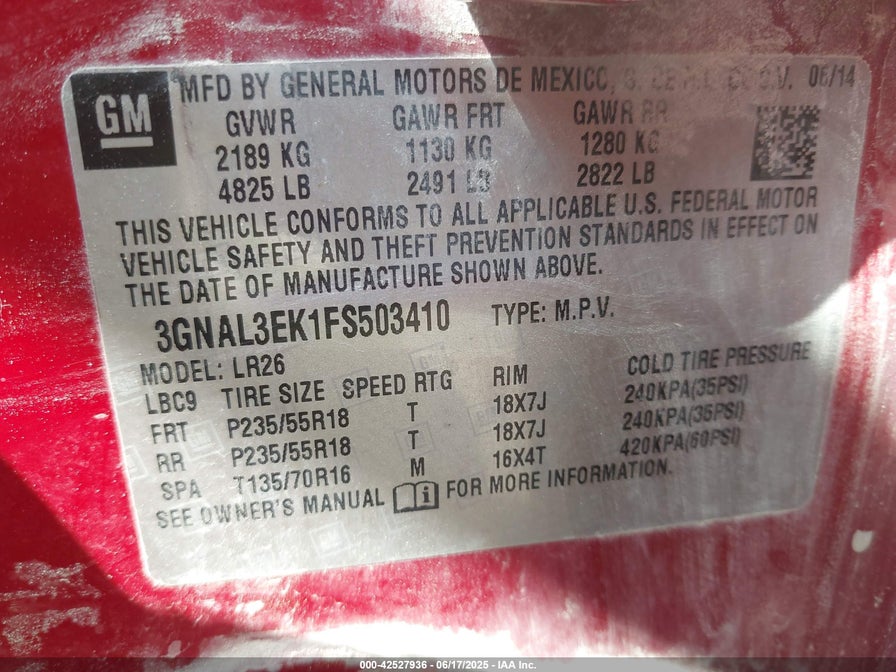 GM
MFD BY GENERAL MOTORS DE MEXICO, 06/14
GVWR GAWR FRT GAWR RR
2189 KG 1130 KG 1280 KG
4825 LB 2491 LB 2822 LB
THIS VEHICLE CONFORMS TO ALL APPLICABLE U.S. FEDERAL MOTOR
VEHICLE SAFETY AND THEFT PREVENTION STANDARDS IN EFFECT ON
THE DATE OF MANUFACTURE SHOWN ABOVE.
3GNAL3EK1FS503410 TYPE: M.P.V.
MODEL: LR26
LBC9 TIRE SIZE SPEED RTG RIM COLD TIRE PRESSURE
FRT P235/55R18 T 18X7J 240KPA(35PSI)
RR P235/55R18 T 18X7J 240KPA(35PSI)
SPA T135/70R16 M 16X4T 420KPA(60PSI)
SEE OWNER'S MANUAL FOR MORE INFORMATION.
000-42527936 - 06/17/2025 - IAA Inc.